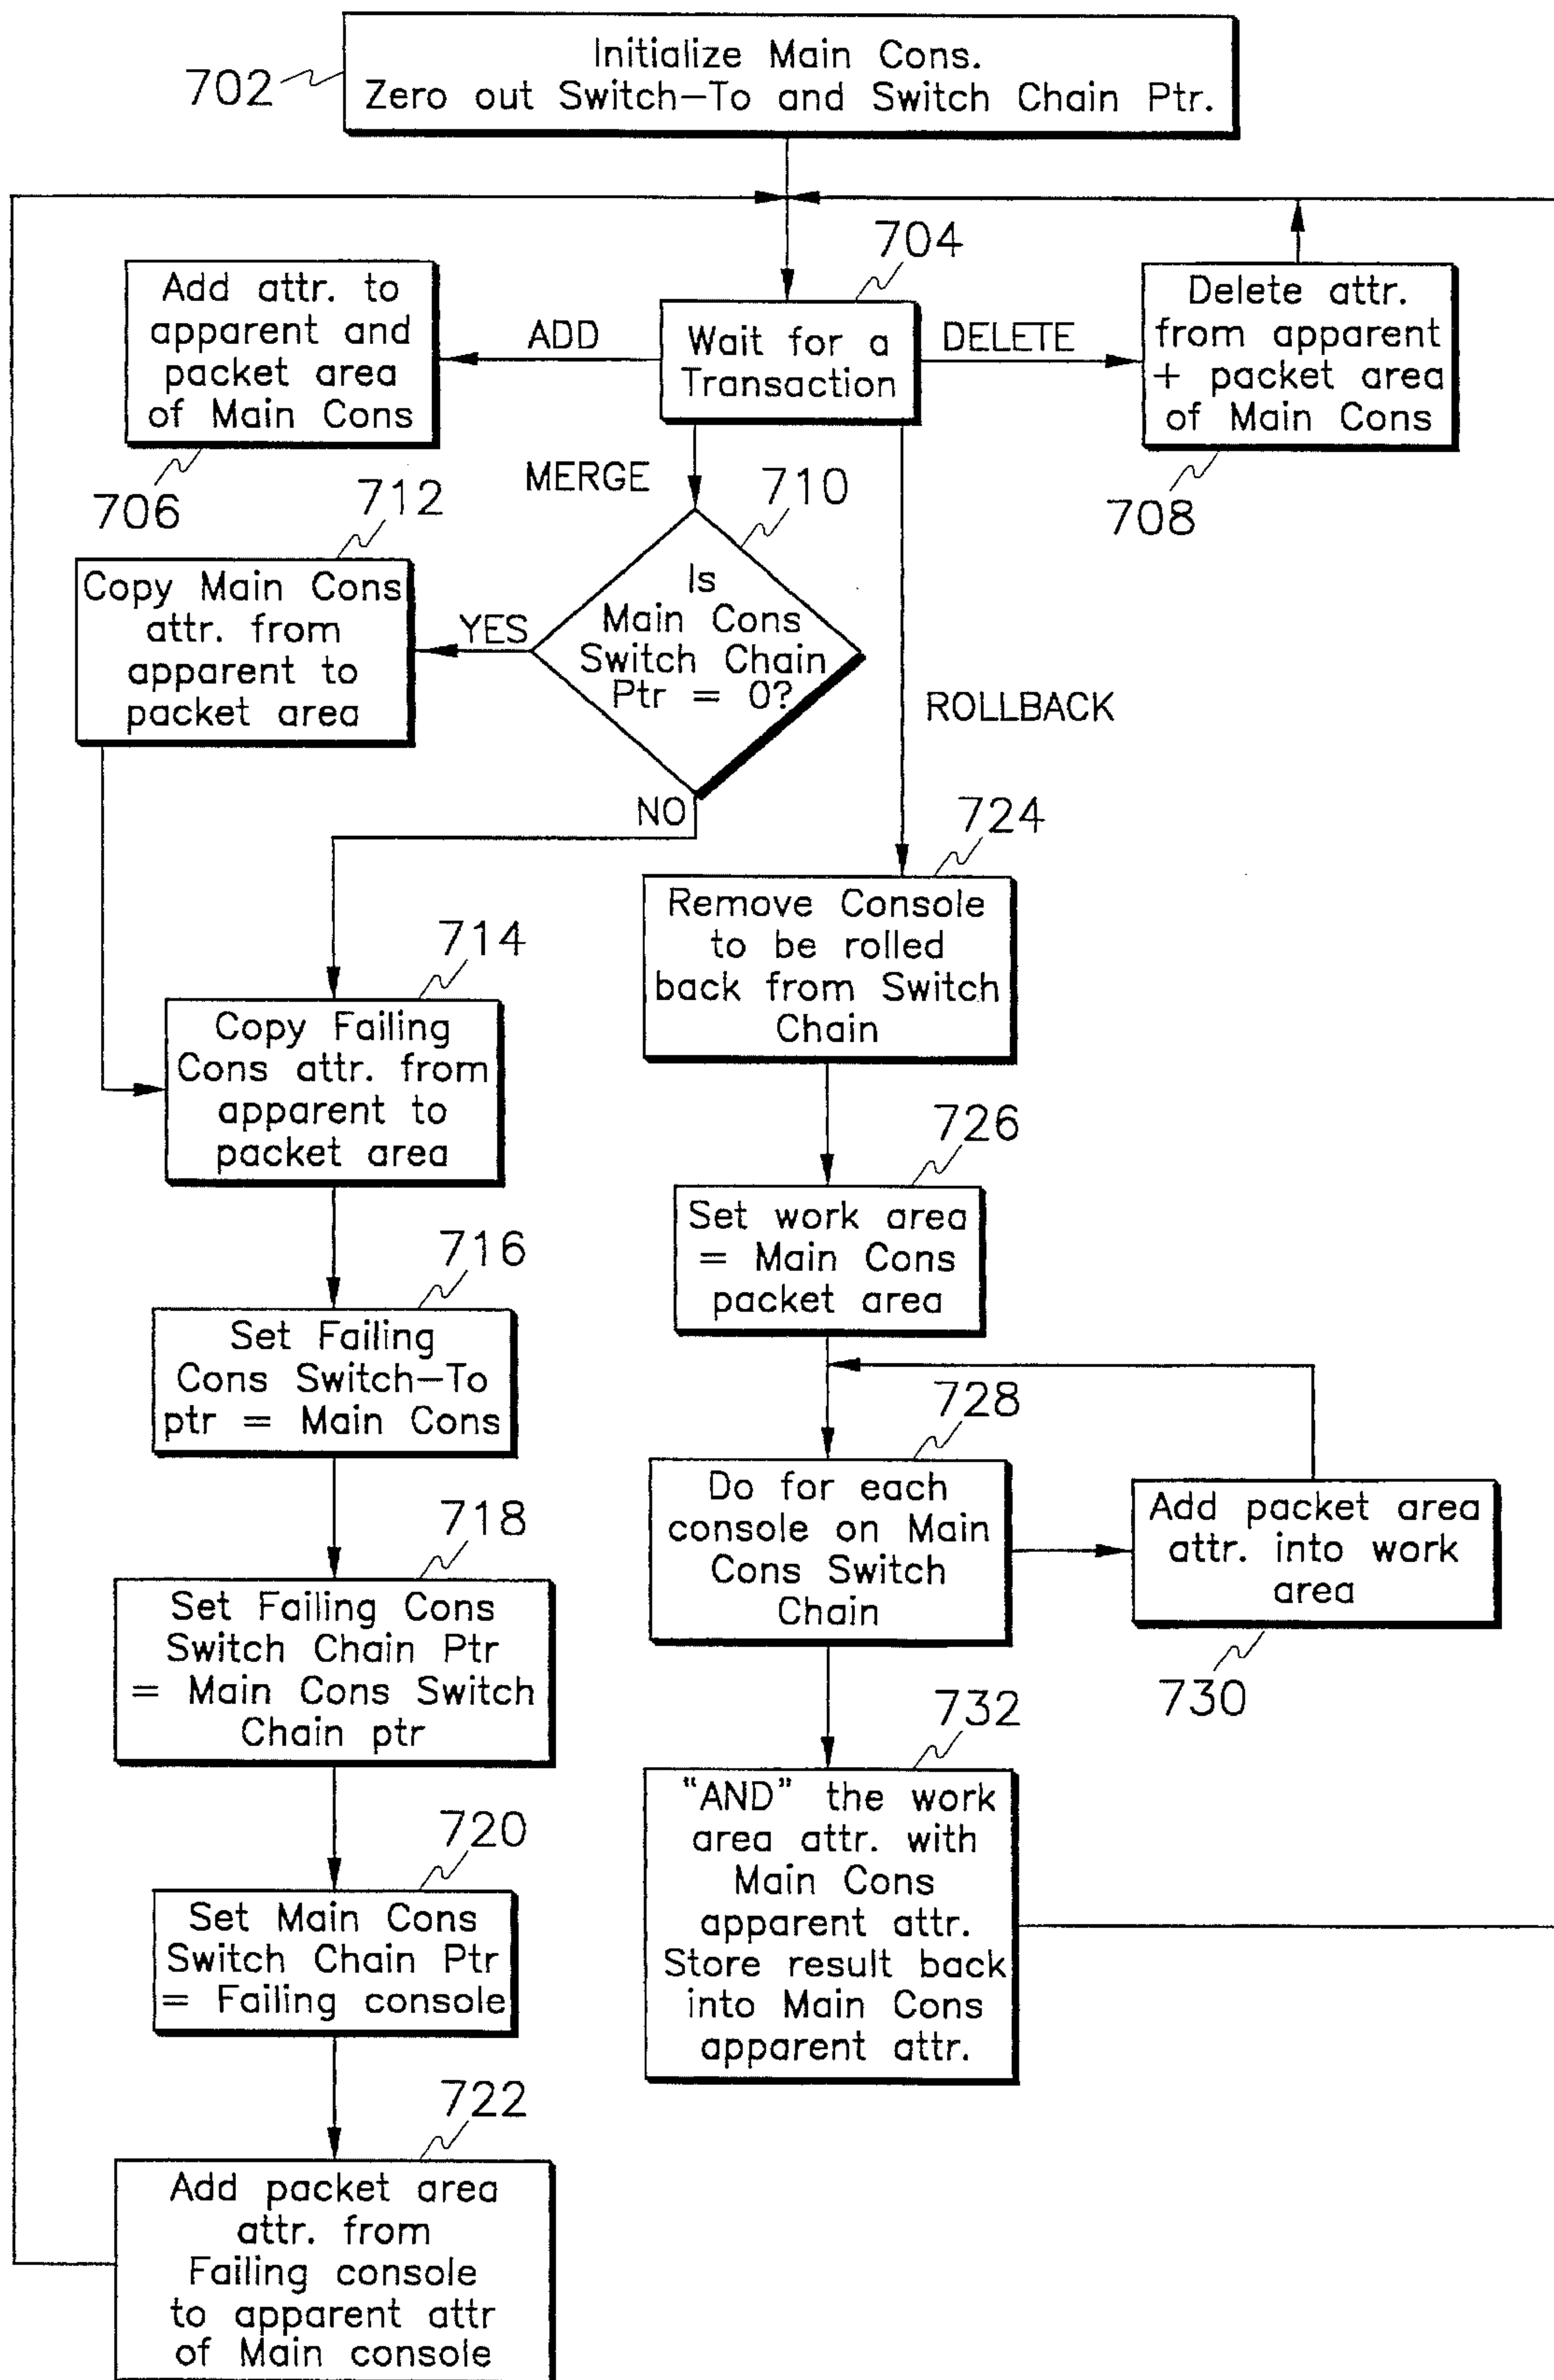 702
Initialize Main Cons.
Zero out Switch-To and Switch Chain Ptr.
704
Wait for a
Transaction
ADD
Add attr. to
apparent and
packet area
of Main Cons
706
DELETE
Delete attr.
from apparent
+ packet area
of Main Cons
708
MERGE
710
Is
Main Cons
Switch Chain
Ptr = 0?
YES
712
Copy Main Cons
attr. from
apparent to
packet area
NO
714
Copy Failing
Cons attr. from
apparent to
packet area
716
Set Failing
Cons Switch-To
ptr = Main Cons
718
Set Failing Cons
Switch Chain Ptr
= Main Cons Switch
Chain ptr
720
Set Main Cons
Switch Chain Ptr
= Failing console
722
Add packet area
attr. from
Failing console
to apparent attr
of Main console
ROLLBACK
724
Remove Console
to be rolled
back from Switch
Chain
726
Set work area
= Main Cons
packet area
728
Do for each
console on Main
Cons Switch
Chain
Add packet area
attr. into work
area
730
732
“AND” the work
area attr. with
Main Cons
apparent attr.
Store result back
into Main Cons
apparent attr.